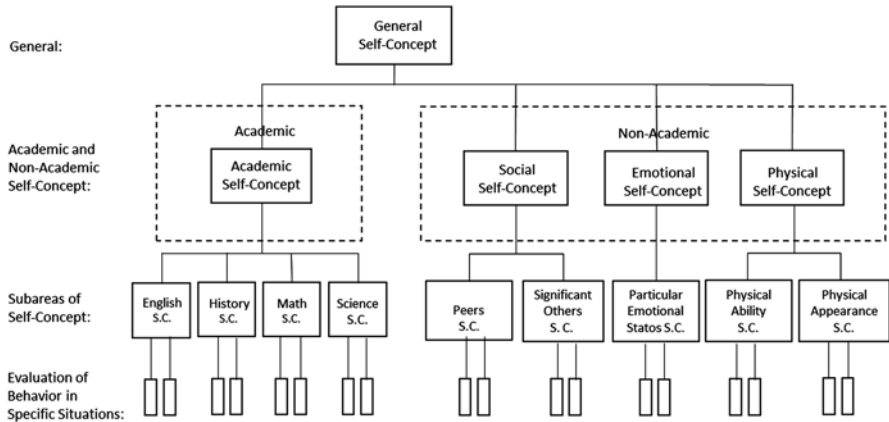 General:
General
Self-Concept
Academic and
Non-Academic
Self-Concept:
Academic
Academic
Self-Concept
Non-Academic
Social
Self-Concept
Emotional
Self-Concept
Physical
Self-Concept
Subareas of
Self-Concept:
English
S.C.
History
S.C.
Math
S.C.
Science
S.C.
Peers
S.C.
Significant
Others
S. C.
Particular
Emotional
Statos S.C.
Physical
Ability
S.C.
Physical
Appearance
S.C.
Evaluation of
Behavior in
Specific Situations: